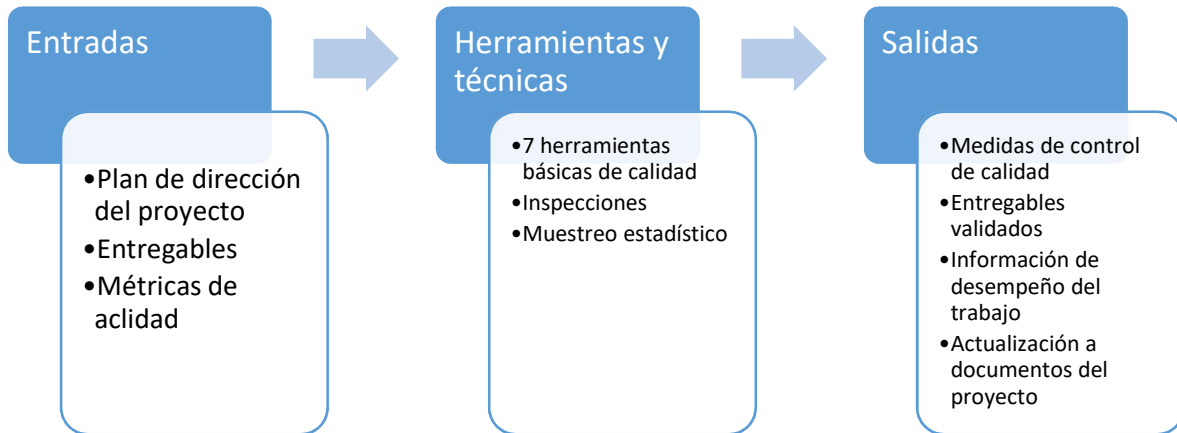 Entradas
•Plan de dirección
del proyecto
•Entregables
•Métricas de
aclidad
Herramientas y
técnicas
•7 herramientas
básicas de calidad
•Inspecciones
•Muestreo estadístico
Salidas
•Medidas de control
de calidad
•Entregables
validados
•Información de
desempeño del
trabajo
•Actualización a
documentos del
proyecto